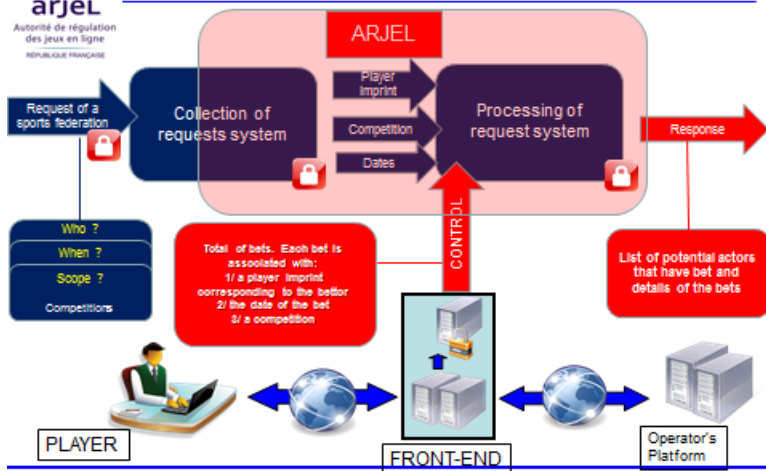 arjeL
Autorité de régulation
des jeux en ligne
RÉPUBLIQUE FRANÇAISE
ARJEL
Request of a
sports federation
Collection of
requests system
Player
Imprint
Competition
Dates
Processing of
request system
Response
Who ?
When ?
Scope ?
Competitions
Total of bets. Each bet is
associated with:
1/ a player imprint
corresponding to the bettor
2/ the date of the bet
3/ a competition
CONTROL
List of potential actors
that have bet and
details of the bets
PLAYER
FRONT-END
Operator's
Platform